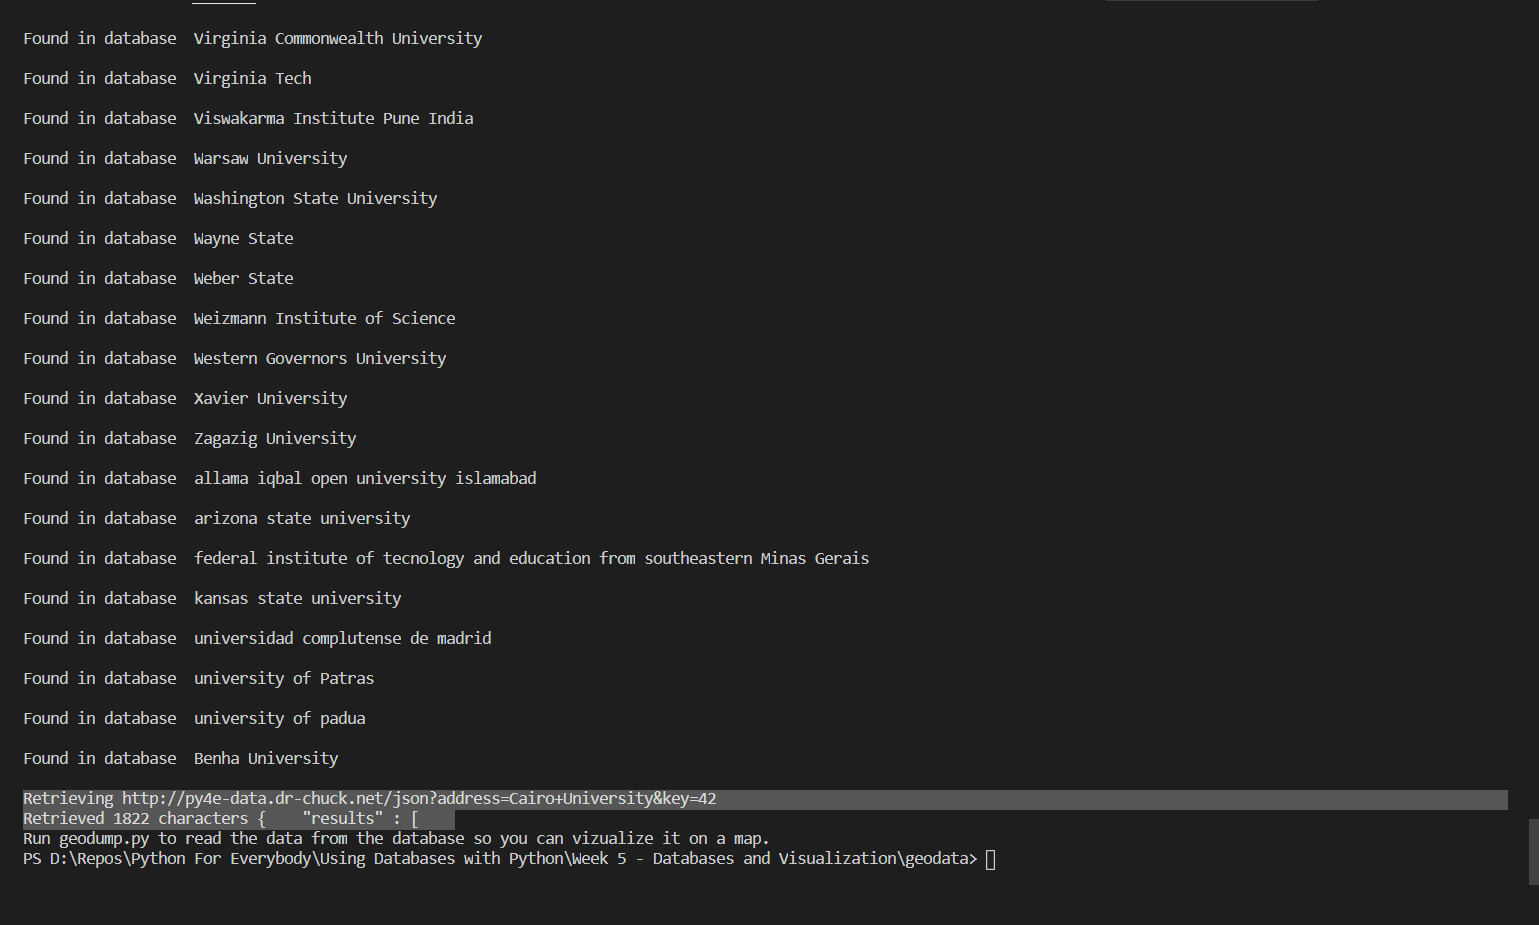 Found in database  Virginia Commonwealth University
Found in database  Virginia Tech
Found in database  Viswakarma Institute Pune India
Found in database  Warsaw University
Found in database  Washington State University
Found in database  Wayne State
Found in database  Weber State
Found in database  Weizmann Institute of Science
Found in database  Western Governors University
Found in database  Xavier University
Found in database  Zagazig University
Found in database  allama iqbal open university islamabad
Found in database  arizona state university
Found in database  federal institute of tecnology and education from southeastern Minas Gerais
Found in database  kansas state university
Found in database  universidad complutense de madrid
Found in database  university of Patras
Found in database  university of padua
Found in database  Benha University
Retrieving http://py4e-data.dr-chuck.net/json?address=Cairo+University&key=42
Retrieved 1822 characters {    "results" : [
Run geodump.py to read the data from the database so you can vizualize it on a map.
PS D:\Repos\Python For Everybody\Using Databases with Python\Week 5 - Databases and Visualization\geodata>